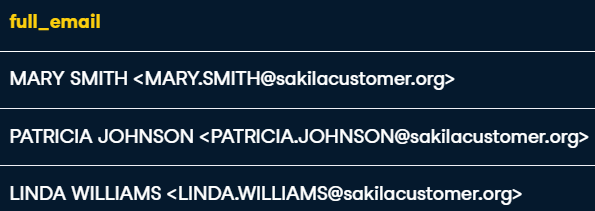 full_email
MARY SMITH <MARY.SMITH@sakilacustomer.org>
PATRICIA JOHNSON <PATRICIA.JOHNSON@sakilacustomer.org>
LINDA WILLIAMS <LINDA.WILLIAMS@sakilacustomer.org>